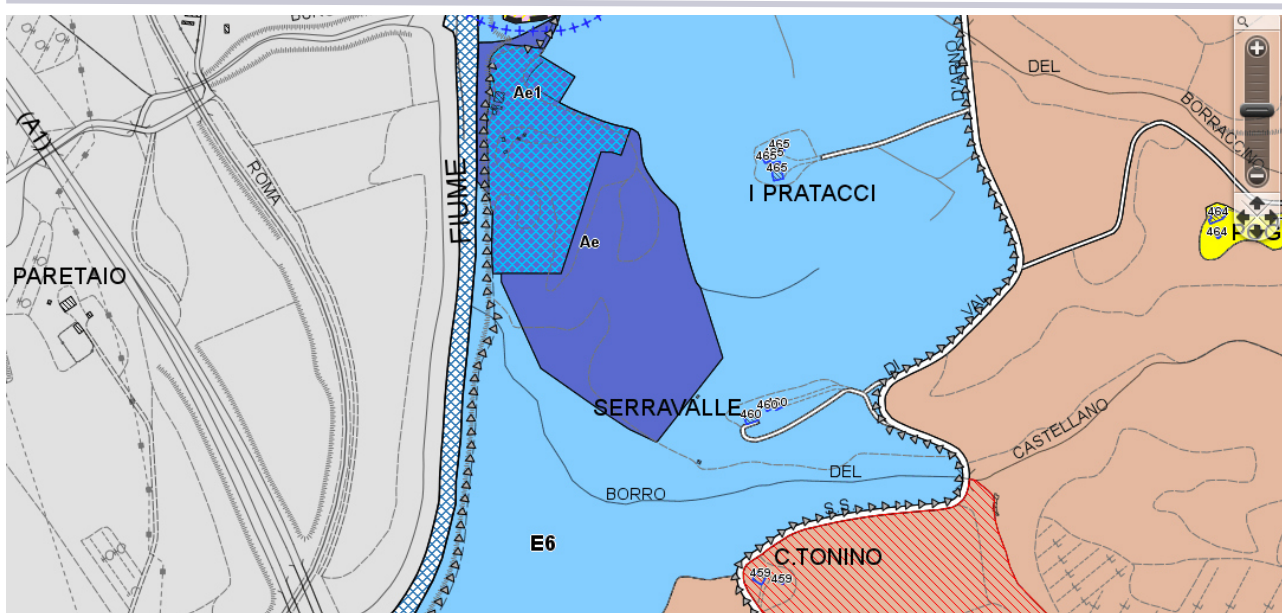 DEL
BORRACCINO
D'ARNO
Ae1
(A1)
ROMA
FIUME
465
465
465
I PRATACCI
464
464
Ae
PARETAIO
VAL
DI
SERRAVALLE
460
460
CASTELLANO
DEL
BORRO
S.S.
E6
C.TONINO
459
459